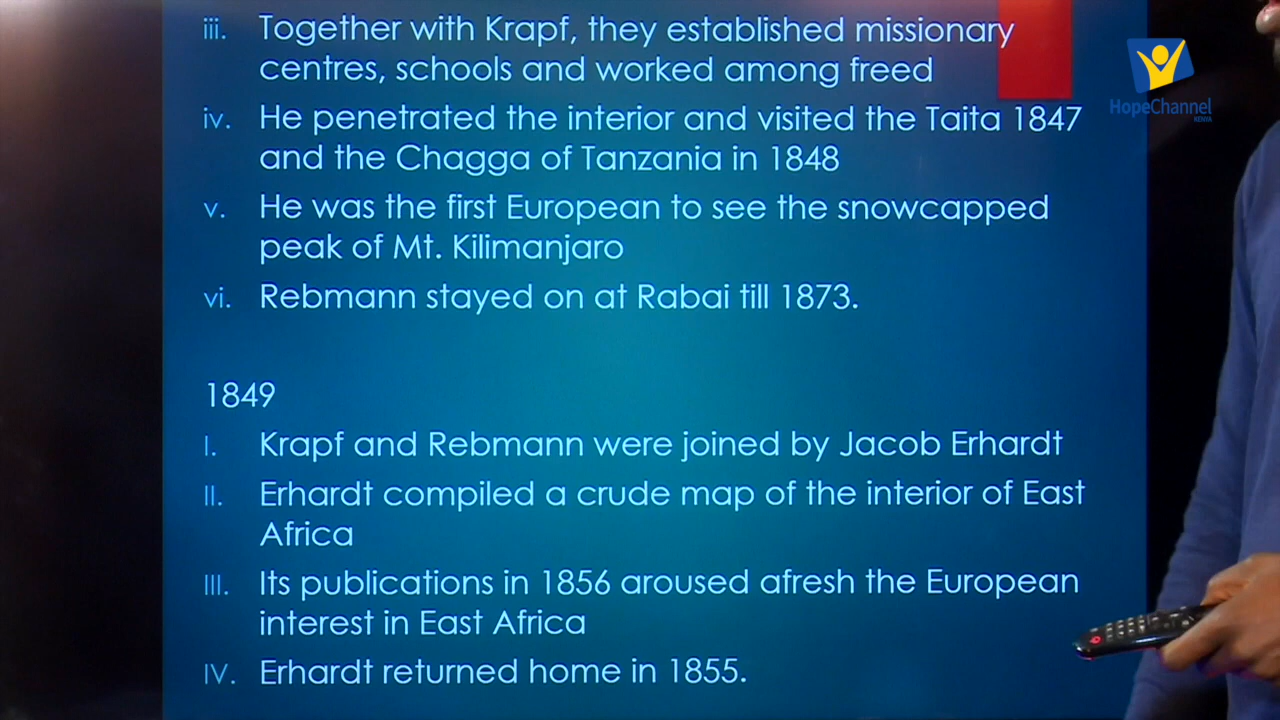 iii. Together with Krapf, they established missionary
centres, schools and worked among freed
iv. He penetrated the interior and visited the Taita 1847
and the Chagga of Tanzania in 1848
v. He was the first European to see the snowcapped
peak of Mt. Kilimanjaro
vi. Rebmann stayed on at Rabai till 1873.
1849
I. Krapf and Rebmann were joined by Jacob Erhardt
II. Erhardt compiled a crude map of the interior of East
Africa
III. Its publications in 1856 aroused afresh the European
interest in East Africa
IV. Erhardt returned home in 1855.
HopeChannel
KENYA